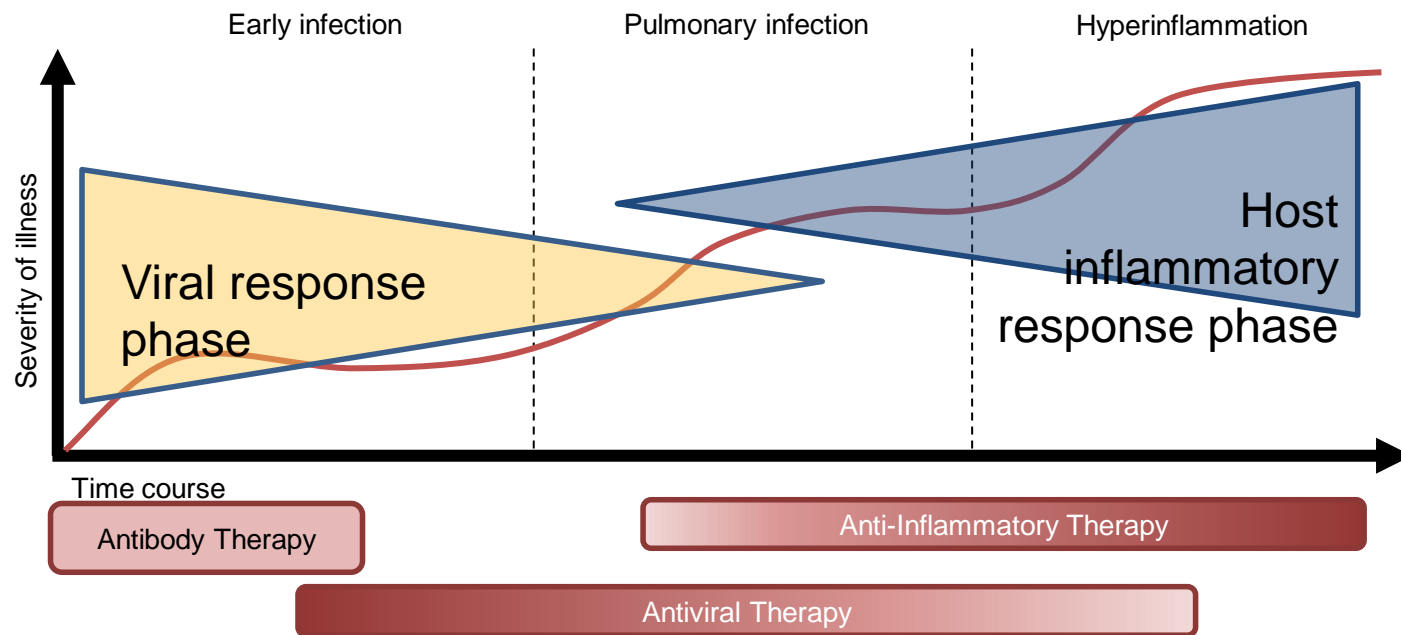 Early infection
Pulmonary infection
Hyperinflammation
Severity of illness
Viral response
phase
Host
inflammatory
response phase
Time course
Antibody Therapy
Anti-Inflammatory Therapy
Antiviral Therapy